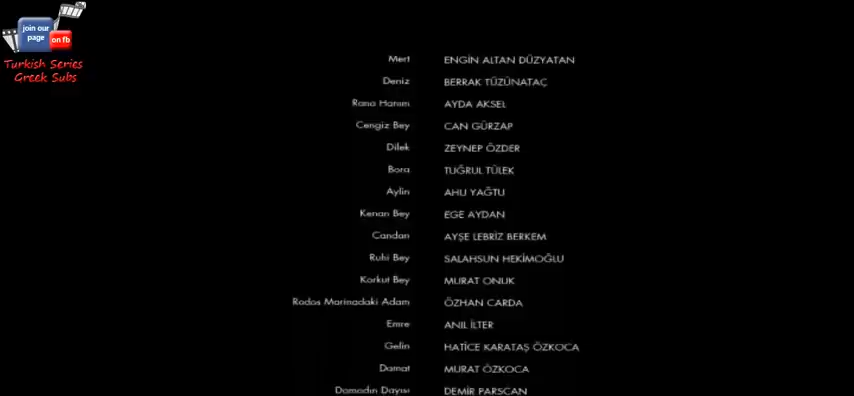 join our
page
on fb
Turkish Series
Greek Subs
Mert ENGİN ALTAN DÜZYATAN
Deniz BERRAK TÜZÜNATAÇ
Rana Hanım AYDA AKSEL
Cengiz Bey CAN GÜRZAP
Dilek ZEYNEP ÖZDER
Bora TUĞRUL TÜLEK
Aylin AHU YAĞTU
Kenan Bey EGE AYDAN
Candan AYŞE LEBRİZ BERKEM
Ruhi Bey SALAHSUN HEKİMOĞLU
Korkut Bey MURAT ONUK
Rodos Marinadaki Adam ÖZHAN CARDA
Emre ANIL İLTER
Gelin HATİCE KARATAŞ ÖZKOCA
Damat MURAT ÖZKOCA
Damadın Dayısı DEMİR PARSCAN